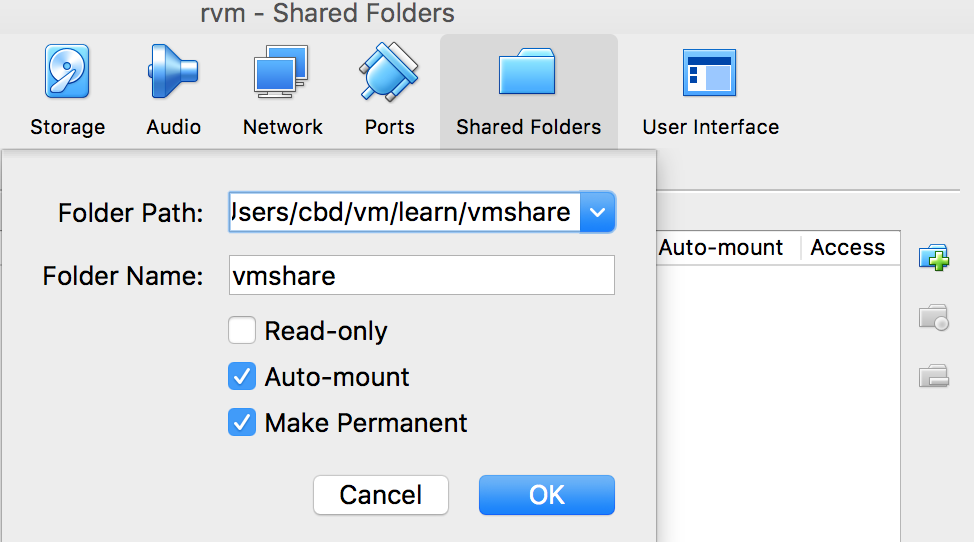 rvm - Shared Folders
Storage
Audio
Network
Ports
Shared Folders
User Interface
Folder Path:
Users/cbd/vm/learn/vmshare
Folder Name:
vmshare
Read-only
Auto-mount
Make Permanent
Cancel
OK
Auto-mount
Access